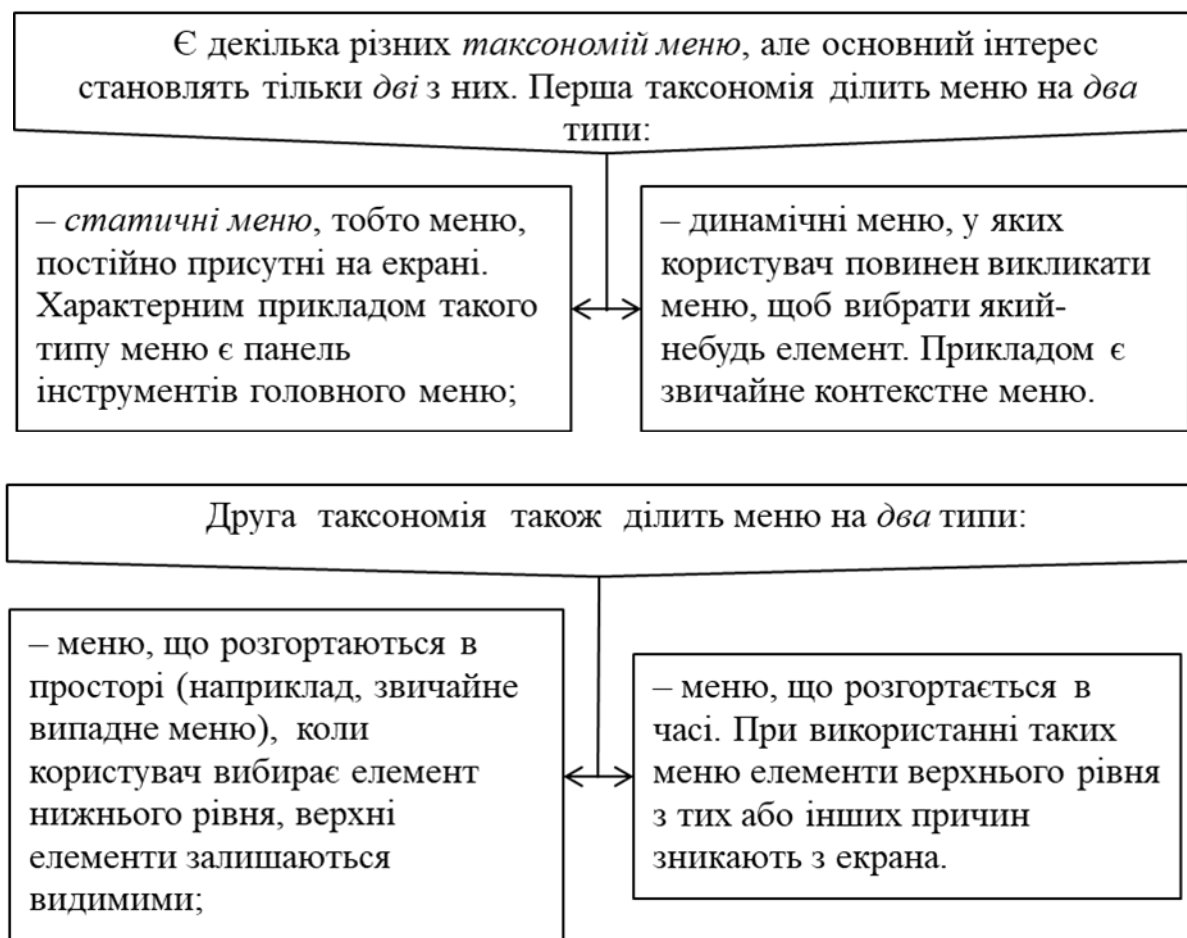 Є декілька різних таксономій меню, але основний інтерес
становлять тільки дві з них. Перша таксономія ділить меню на два
типи:
– статичні меню, тобто меню,
постійно присутні на екрані.
Характерним прикладом такого
типу меню є панель
інструментів головного меню;
– динамічні меню, у яких
користувач повинен викликати
меню, щоб вибрати який-
небудь елемент. Прикладом є
звичайне контекстне меню.
Друга таксономія також ділить меню на два типи:
– меню, що розгортаються в
просторі (наприклад, звичайне
випадне меню), коли
користувач вибирає елемент
нижнього рівня, верхні
елементи залишаються
видимими;
– меню, що розгортається в
часі. При використанні таких
меню елементи верхнього рівня
з тих або інших причин
зникають з екрана.